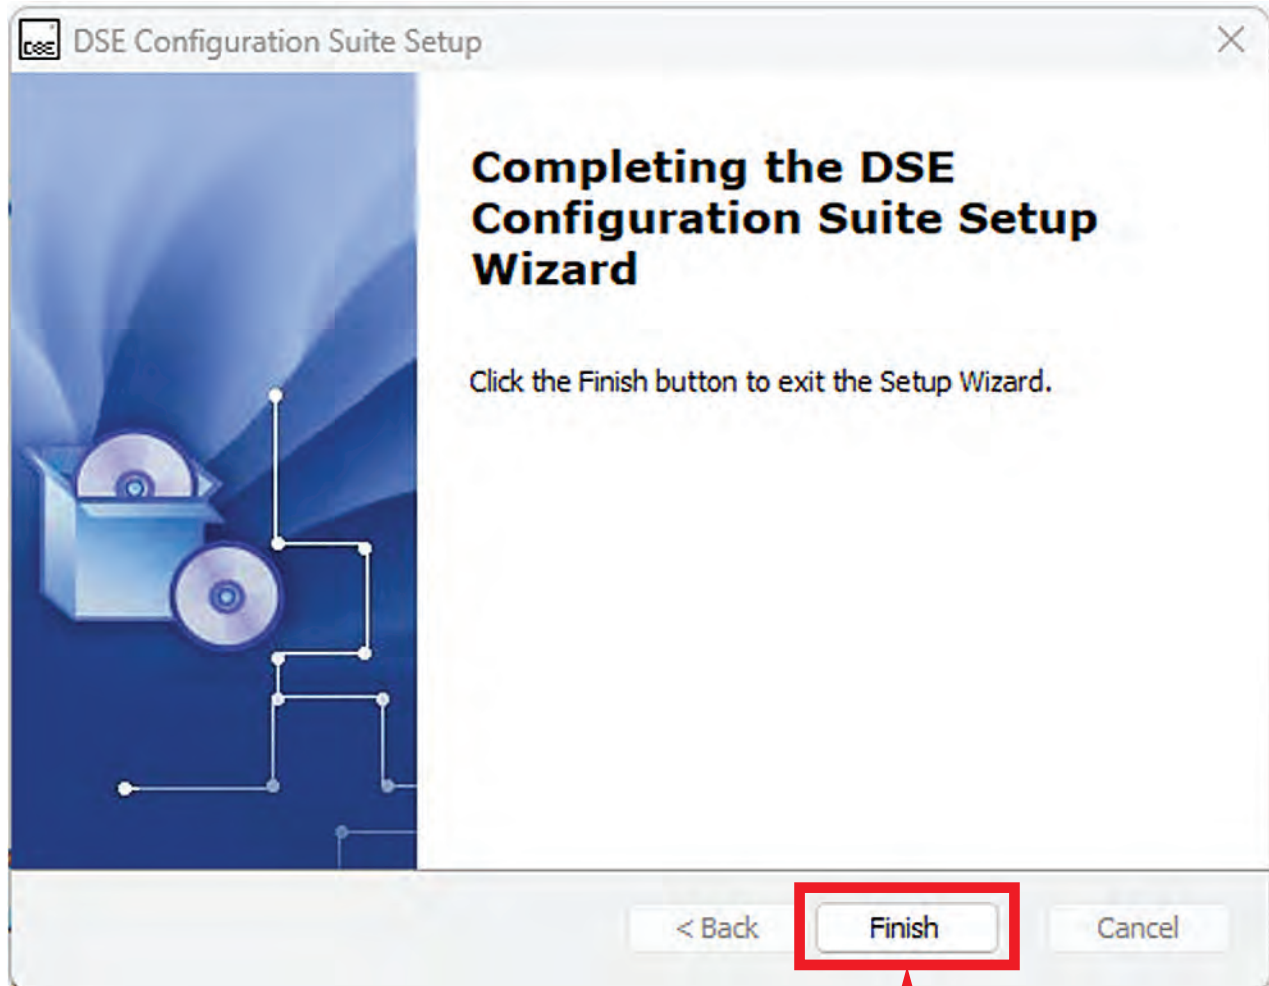 DSE DSE Configuration Suite Setup
Completing the DSE
Configuration Suite Setup
Wizard
Click the Finish button to exit the Setup Wizard.
< Back Finish Cancel